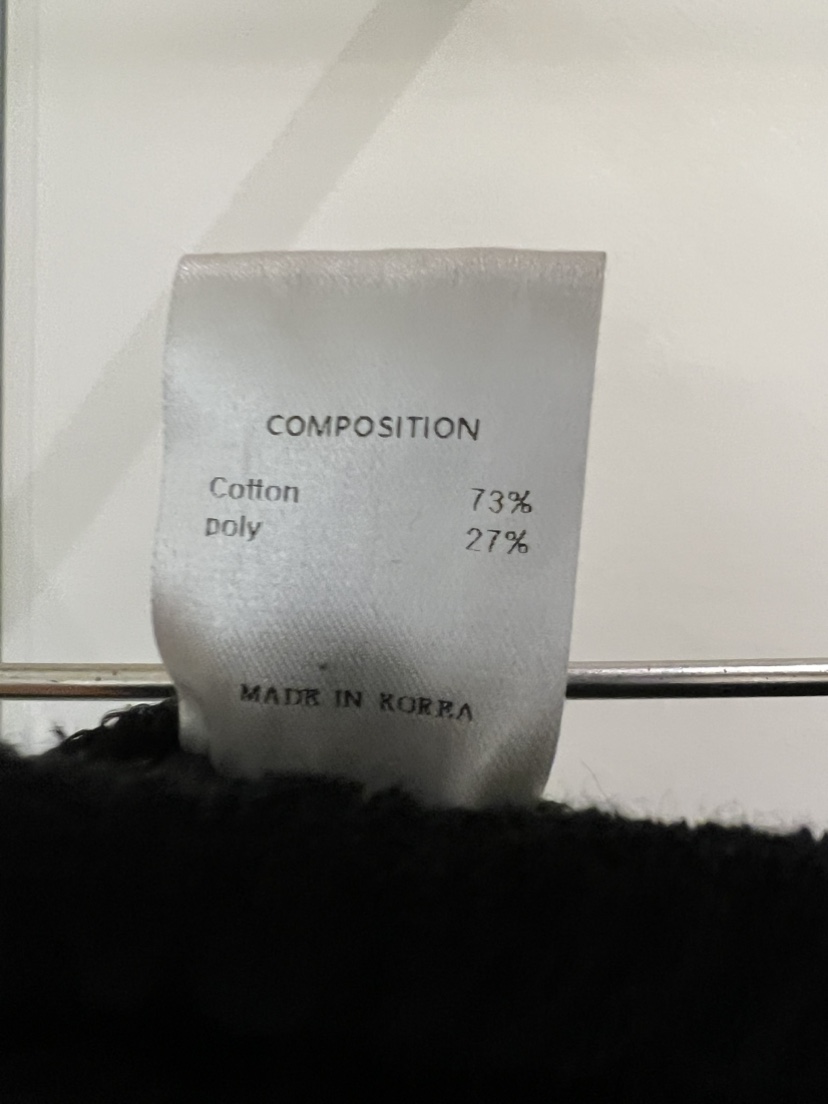 COMPOSITION
Cotton 73%
poly 27%
MADE IN KOREA